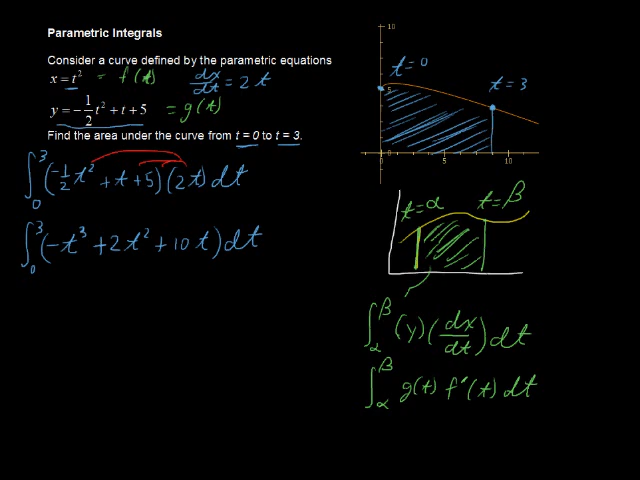 Parametric Integrals
Consider a curve defined by the parametric equations
x = t² = f(t) dx/dt = 2t
y = -1/2 t² + t + 5 = g(t)
Find the area under the curve from t = 0 to t = 3.
∫₀³ (-1/2 t² + t + 5)(2t) dt
∫₀³ (-t³ + 2t² + 10t) dt
10
t = 0
t = 3
5
0 5 10
t = α t = β
∫_α^β (y)(dx/dt) dt
∫_α^β g(t) f'(t) dt